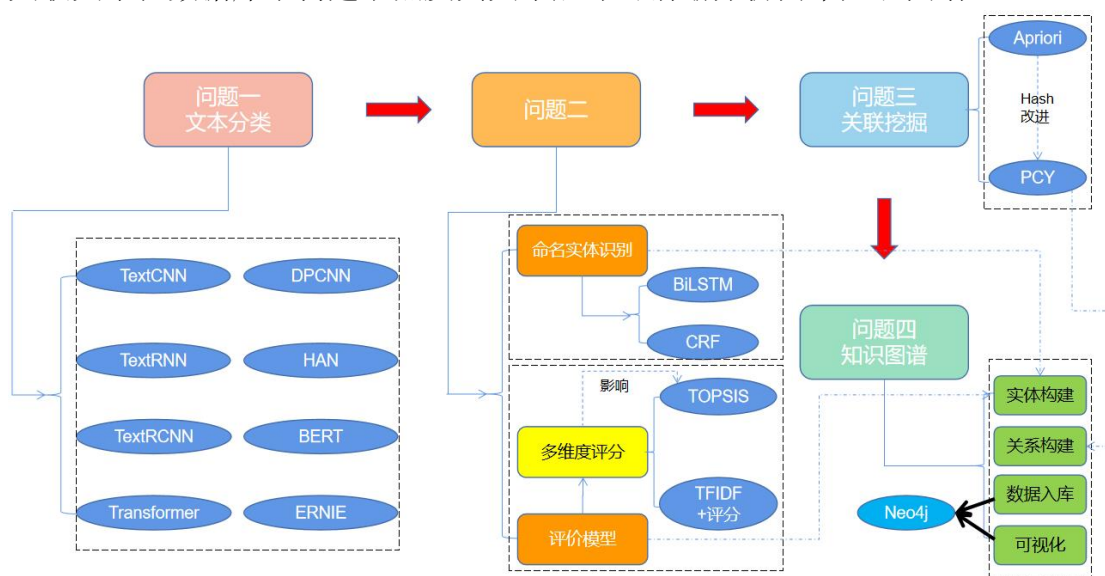 问题一
文本分类
问题二
问题三
关联挖掘
Apriori
Hash
改进
PCY
TextCNN
DPCNN
TextRNN
HAN
TextRCNN
BERT
Transformer
ERNIE
命名实体识别
BiLSTM
CRF
影响
TOPSIS
多维度评分
TFIDF
+评分
评价模型
问题四
知识图谱
实体构建
关系构建
数据入库
可视化
Neo4j